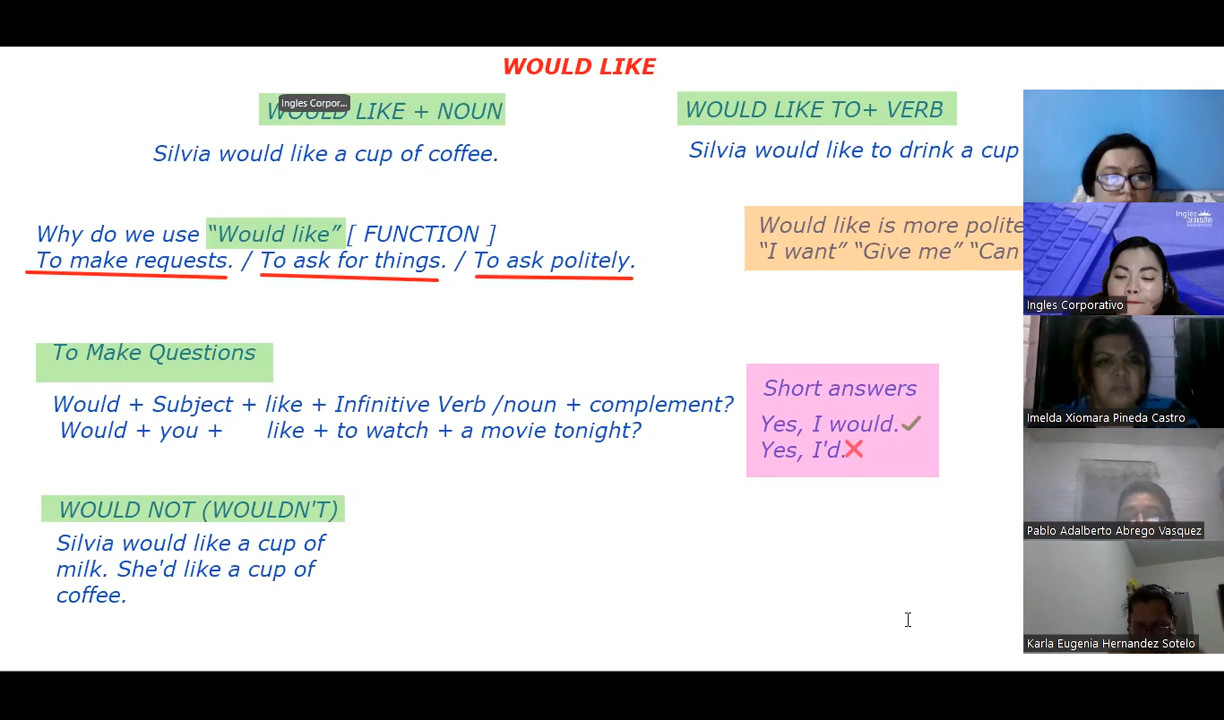 WOULD LIKE
Ingles Corpor...
WOULD LIKE + NOUN
Silvia would like a cup of coffee.
WOULD LIKE TO+ VERB
Silvia would like to drink a cup
Why do we use “Would like” [ FUNCTION ]
To make requests. / To ask for things. / To ask politely.
Would like is more polite
“I want” “Give me” “Can
To Make Questions
Would + Subject + like + Infinitive Verb /noun + complement?
Would + you + like + to watch + a movie tonight?
Short answers
Yes, I would.
Yes, I'd.
WOULD NOT (WOULDN'T)
Silvia would like a cup of
milk. She'd like a cup of
coffee.
Ingles
Ingles Corporativo
Imelda Xiomara Pineda Castro
Pablo Adalberto Abrego Vasquez
Karla Eugenia Hernandez Sotelo